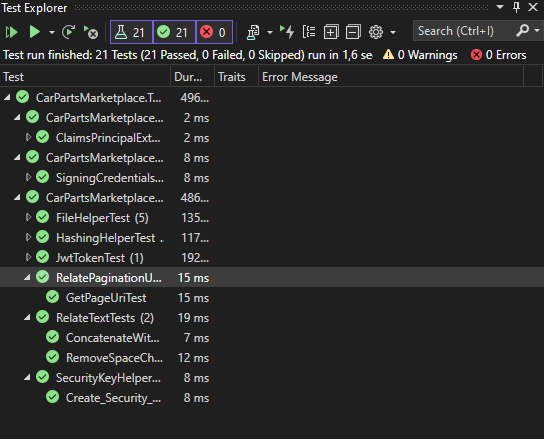 Test Explorer
21 21 0 Search (Ctrl+I)
Test run finished: 21 Tests (21 Passed, 0 Failed, 0 Skipped) run in 1,6 se 0 Warnings 0 Errors
Test Dur... Traits Error Message
CarPartsMarketplace.T... 496...
CarPartsMarketplace... 2 ms
ClaimsPrincipalExt... 2 ms
CarPartsMarketplace... 8 ms
SigningCredentials... 8 ms
CarPartsMarketplace... 486...
FileHelperTest (5) 135...
HashingHelperTest ... 117...
JwtTokenTest (1) 192...
RelatePaginationU... 15 ms
GetPageUriTest 15 ms
RelateTextTests (2) 19 ms
ConcatenateWit... 7 ms
RemoveSpaceCh... 12 ms
SecurityKeyHelper... 8 ms
Create_Security_... 8 ms